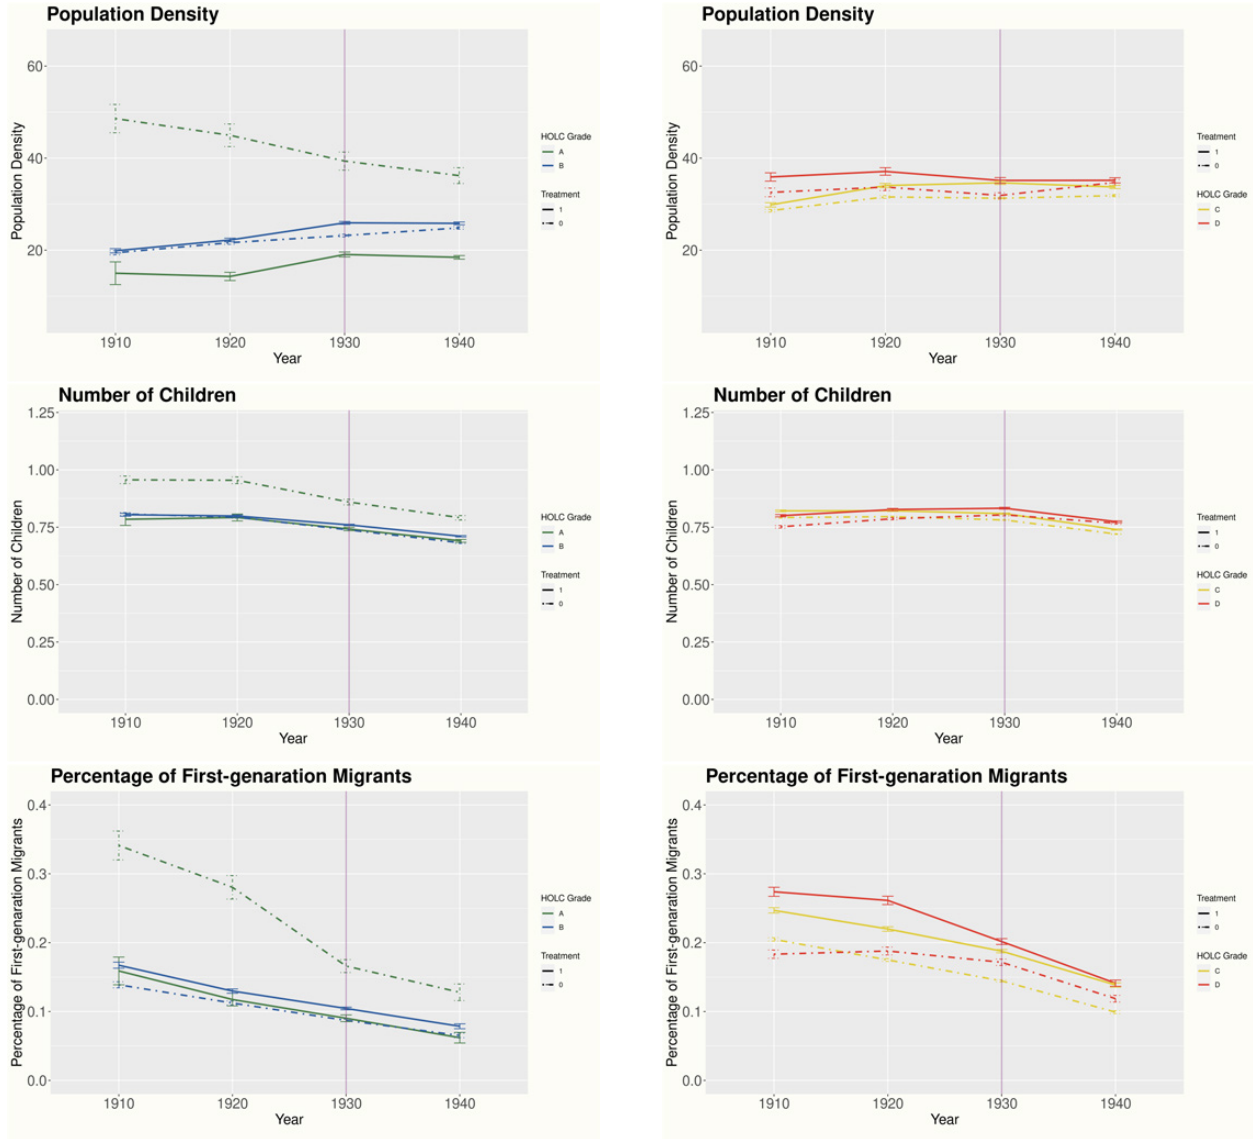 Population Density
60
40
20
Population Density
1910 1920 1930 1940
Year
HOLC Grade
A
B
Treatment
1
0
Population Density
60
40
20
Population Density
1910 1920 1930 1940
Year
Treatment
1
0
HOLC Grade
C
D
Number of Children
1.25
1.00
0.75
0.50
0.25
0.00
Number of Children
1910 1920 1930 1940
Year
HOLC Grade
A
B
Treatment
1
0
Number of Children
1.25
1.00
0.75
0.50
0.25
0.00
Number of Children
1910 1920 1930 1940
Year
Treatment
1
0
HOLC Grade
C
D
Percentage of First-genaration Migrants
0.4
0.3
0.2
0.1
0.0
Percentage of First-genaration Migrants
1910 1920 1930 1940
Year
HOLC Grade
A
B
Treatment
1
0
Percentage of First-genaration Migrants
0.4
0.3
0.2
0.1
0.0
Percentage of First-genaration Migrants
1910 1920 1930 1940
Year
Treatment
1
0
HOLC Grade
C
D